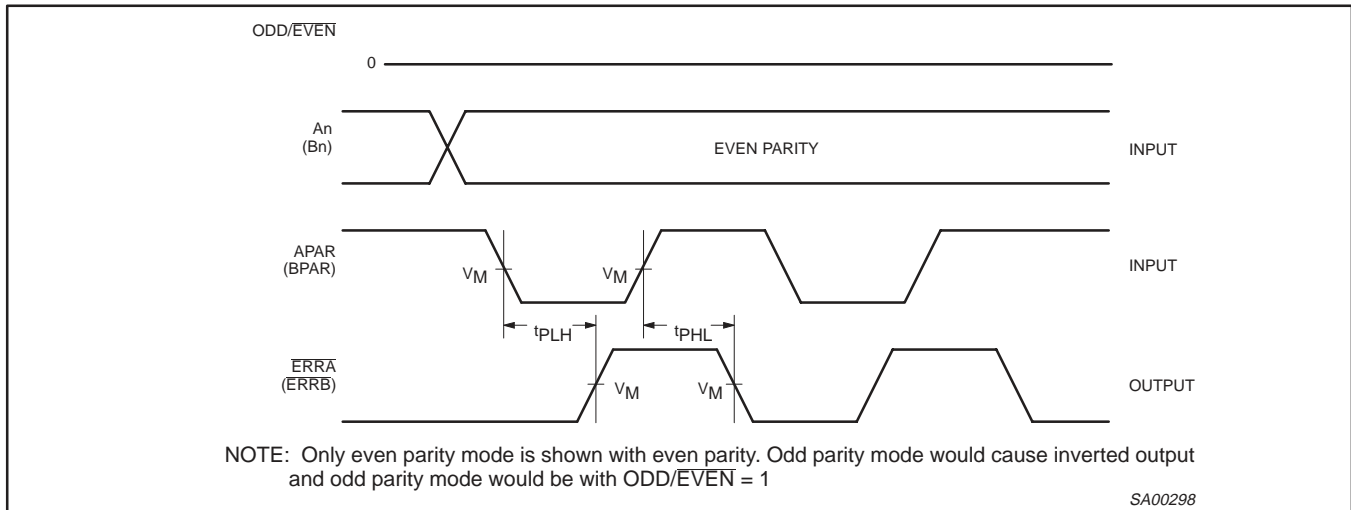 ODD/EVEN
0
An
(Bn)
EVEN PARITY
INPUT
APAR
(BPAR)
VM
VM
INPUT
tPLH
tPHL
ERRA
(ERRB)
VM
VM
OUTPUT
NOTE: Only even parity mode is shown with even parity. Odd parity mode would cause inverted output
and odd parity mode would be with ODD/EVEN = 1
SA00298